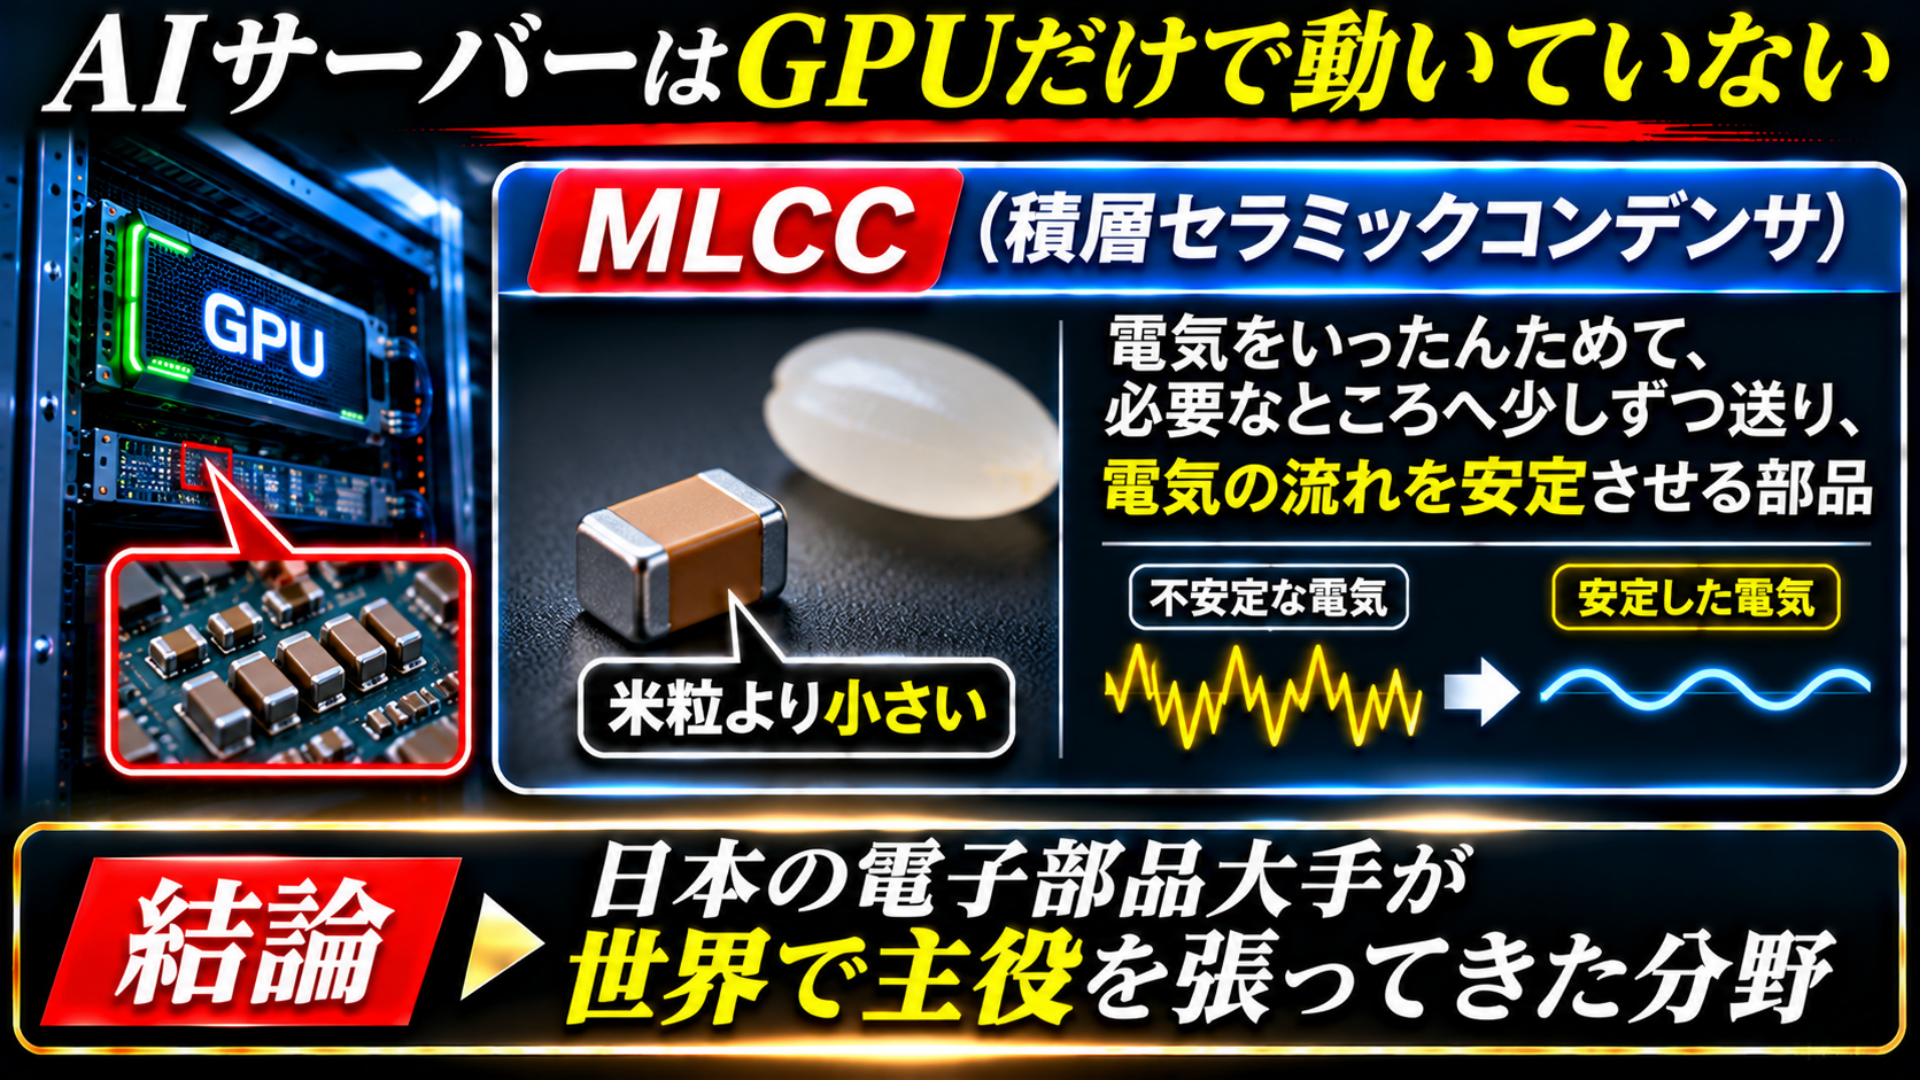 AIサーバーはGPUだけで動いていない
MLCC（積層セラミックコンデンサ）
GPU
電気をいったんためて、
必要なところへ少しずつ送り、
電気の流れを安定させる部品
不安定な電気
安定した電気
米粒より小さい
結論
日本の電子部品大手が
世界で主役を張ってきた分野